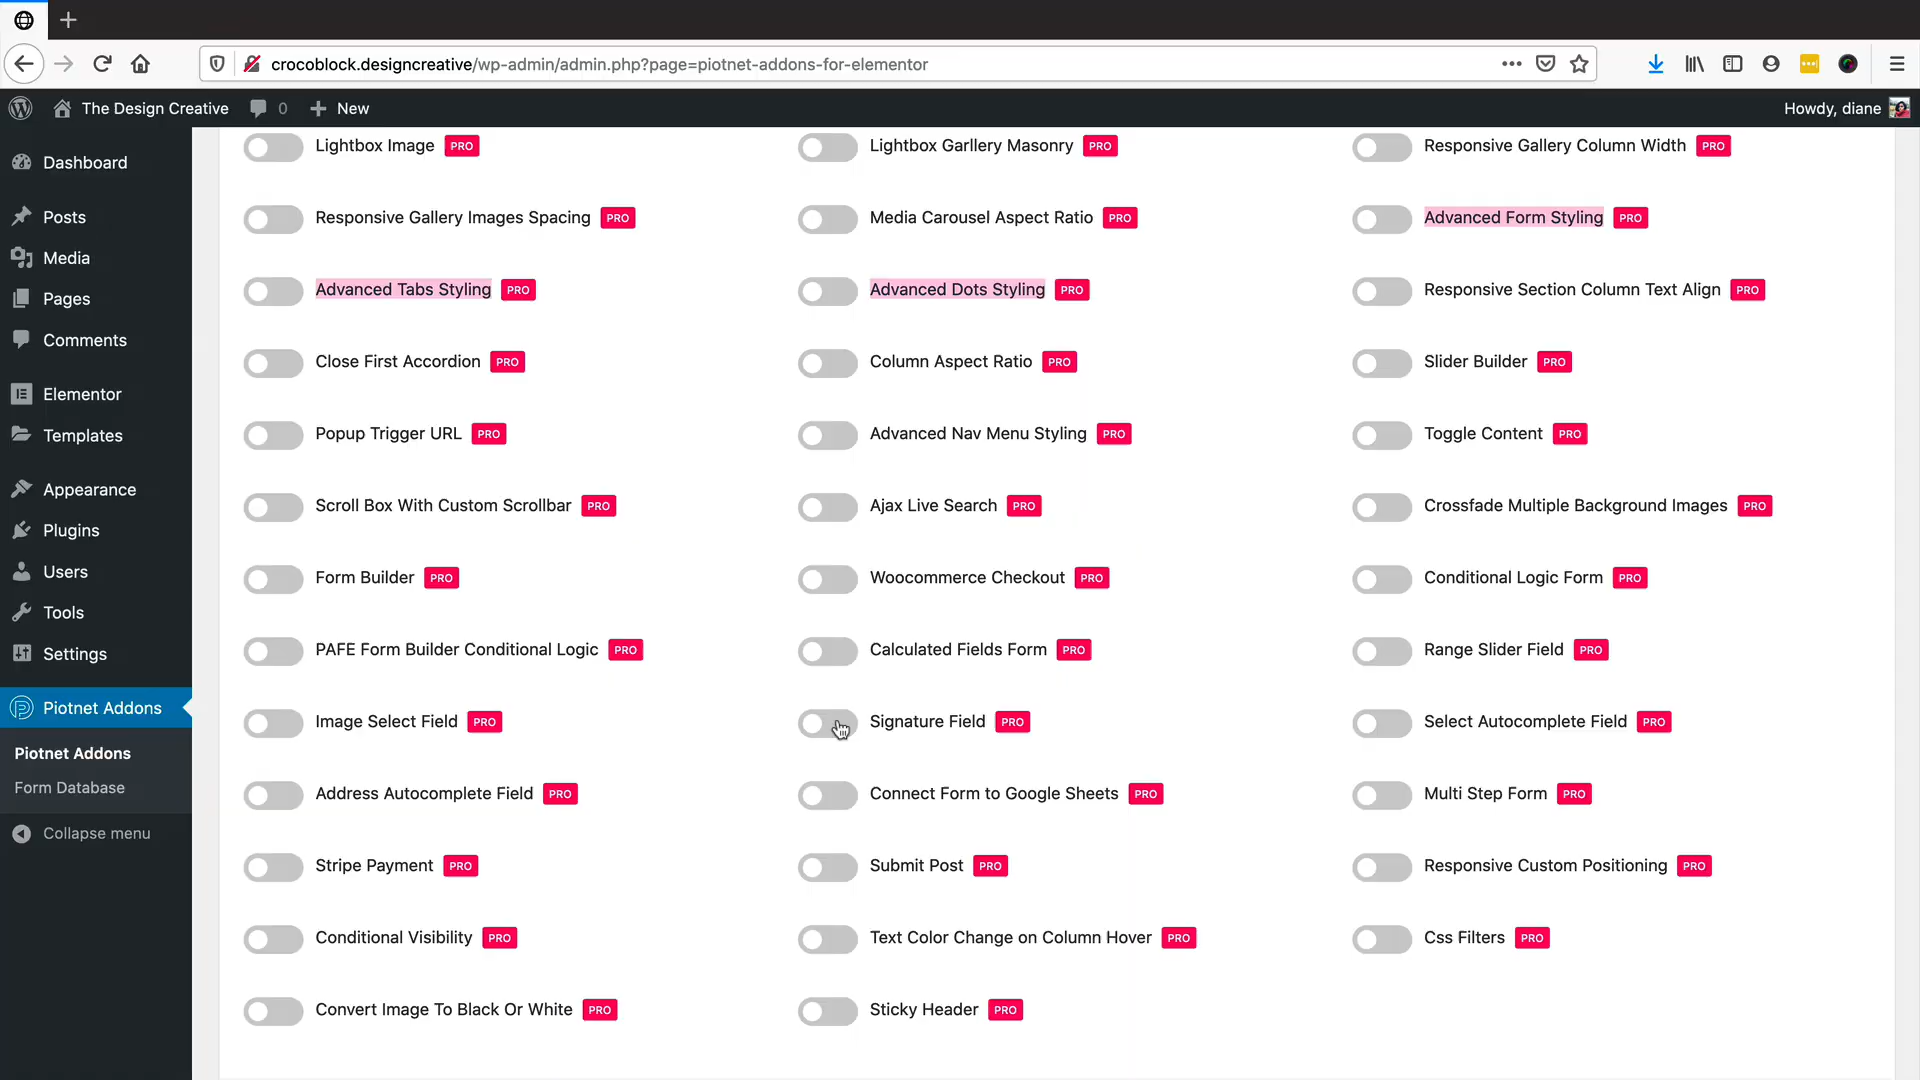 crocoblock.designcreative/wp-admin/admin.php?page=piotnet-addons-for-elementor
The Design Creative
0
New
Howdy, diane
Dashboard
Posts
Media
Pages
Comments
Elementor
Templates
Appearance
Plugins
Users
Tools
Settings
Piotnet Addons
Piotnet Addons
Form Database
Collapse menu
Lightbox Image PRO
Lightbox Garllery Masonry PRO
Responsive Gallery Column Width PRO
Responsive Gallery Images Spacing PRO
Media Carousel Aspect Ratio PRO
Advanced Form Styling PRO
Advanced Tabs Styling PRO
Advanced Dots Styling PRO
Responsive Section Column Text Align PRO
Close First Accordion PRO
Column Aspect Ratio PRO
Slider Builder PRO
Popup Trigger URL PRO
Advanced Nav Menu Styling PRO
Toggle Content PRO
Scroll Box With Custom Scrollbar PRO
Ajax Live Search PRO
Crossfade Multiple Background Images PRO
Form Builder PRO
Woocommerce Checkout PRO
Conditional Logic Form PRO
PAFE Form Builder Conditional Logic PRO
Calculated Fields Form PRO
Range Slider Field PRO
Image Select Field PRO
Signature Field PRO
Select Autocomplete Field PRO
Address Autocomplete Field PRO
Connect Form to Google Sheets PRO
Multi Step Form PRO
Stripe Payment PRO
Submit Post PRO
Responsive Custom Positioning PRO
Conditional Visibility PRO
Text Color Change on Column Hover PRO
Css Filters PRO
Convert Image To Black Or White PRO
Sticky Header PRO